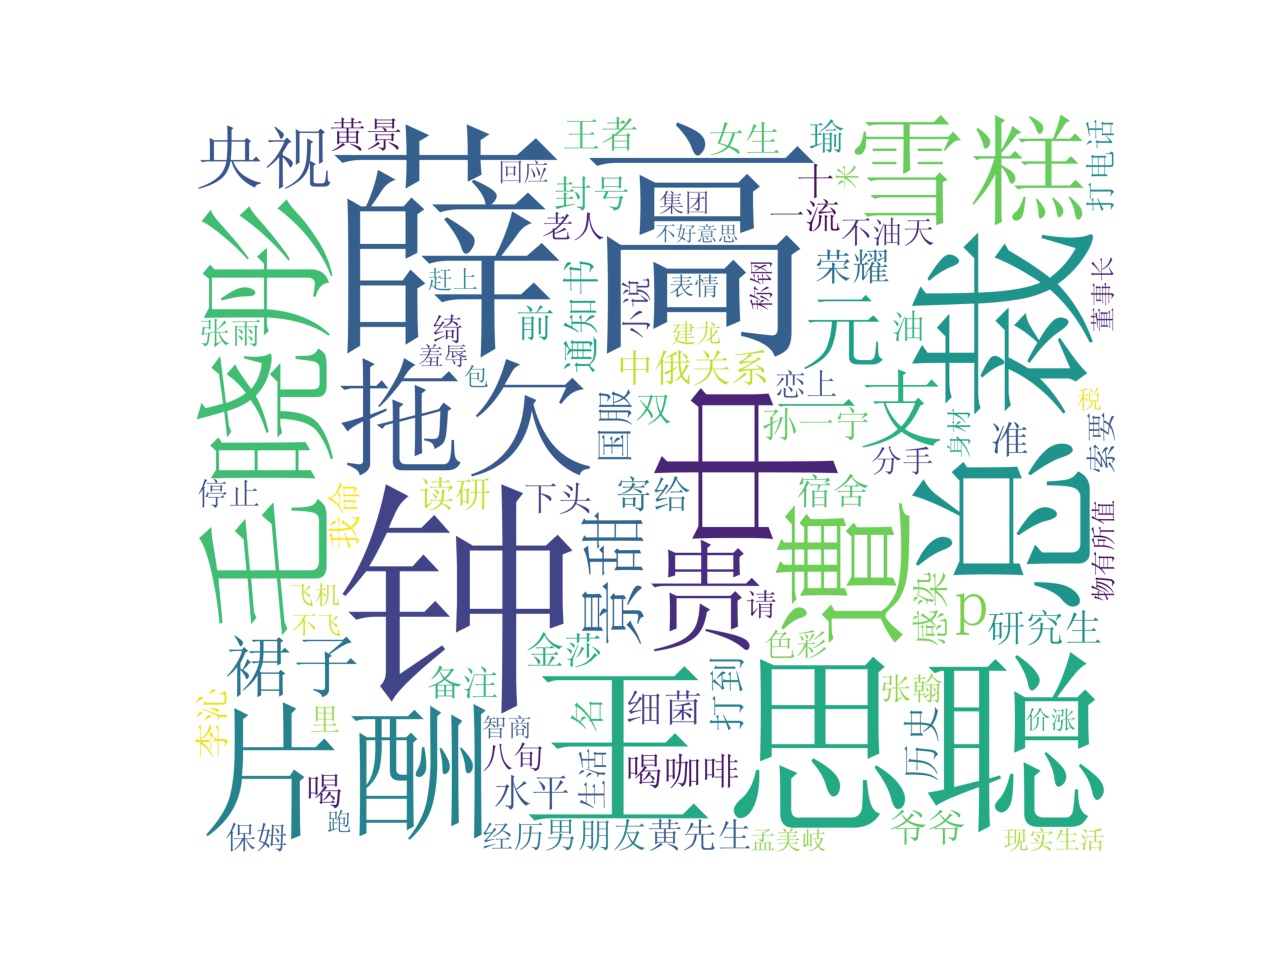 央视
黄景
薛
高
王者
女生
瑜
雪糕
打电话
回应
封号
集团
十
米
老人
一流
不好意思
不油天
毛晓彤
赶上
通知书
小说
表情
称钢
荣耀
总裁
董事长
张雨
绮
前
建龙
元
油
羞辱
中俄关系
拖欠
包
恋上
一支
税
国服
双
孙一宁
身材
准
索要
甘
分手
停止
我命
读研
下头
寄给
宿舍
钟
景甜
贵
遭
物有所值
飞机
不飞
请
感染
p
研究生
裙子
金莎
色彩
备注
王思聪
李沁
里
片酬
名
细菌
打到
张翰
智商
历史
价涨
八旬
喝
水平
生活
喝咖啡
跑
保姆
经历
男朋友
黄先生
孟美岐
爷爷
现实生活